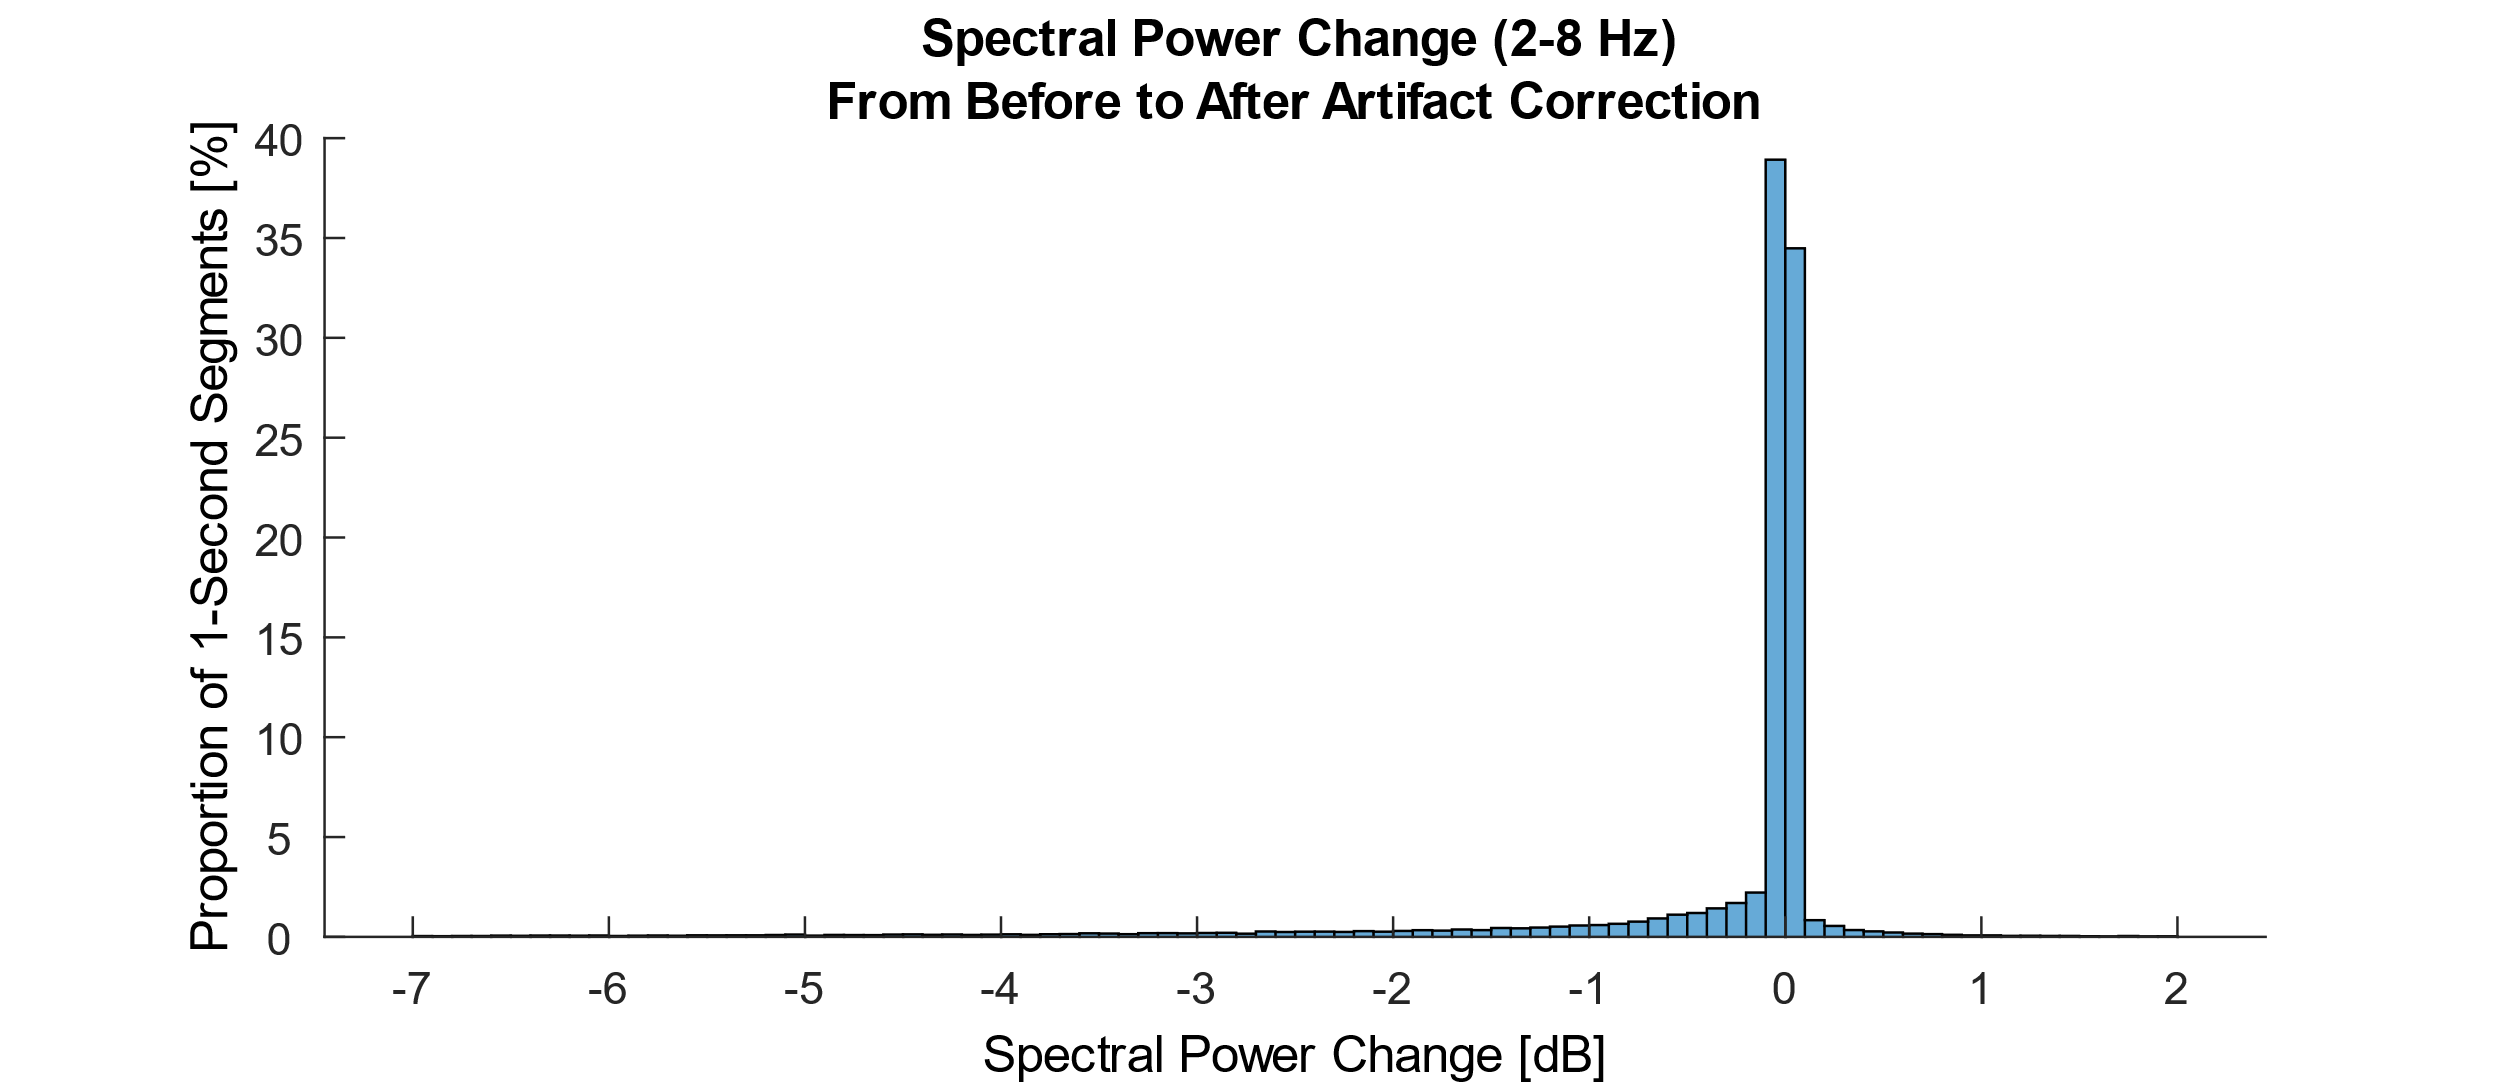 Spectral Power Change (2-8 Hz)
From Before to After Artifact Correction
Proportion of 1-Second Segments [%]
40
35
30
25
20
15
10
5
0
-7 -6 -5 -4 -3 -2 -1 0 1 2
Spectral Power Change [dB]